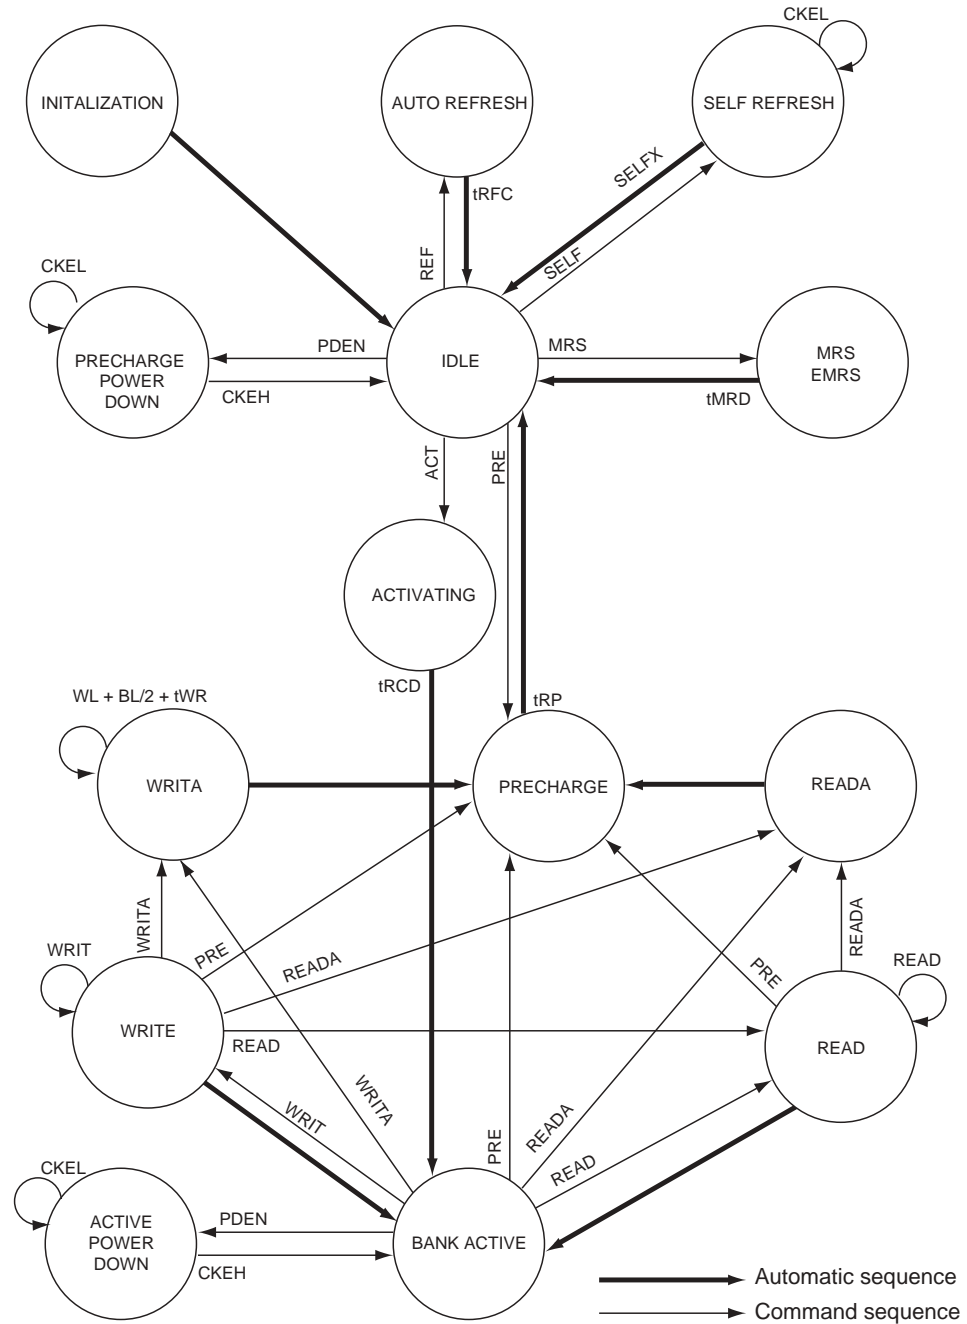 CKEL
INITALIZATION
AUTO REFRESH
SELF REFRESH
SELFX
tRFC
REF
SELF
CKEL
PDEN
IDLE
MRS
MRS
EMRS
PRECHARGE
POWER
DOWN
CKEH
tMRD
ACT
PRE
ACTIVATING
tRCD
tRP
WL + BL/2 + tWR
WRITA
PRECHARGE
READA
WRITA
PRE
READA
PRE
READA
WRIT
READ
WRITE
READ
READ
WRIT
WRITA
PRE
READA
READ
CKEL
ACTIVE
POWER
DOWN
PDEN
BANK ACTIVE
CKEH
Automatic sequence
Command sequence